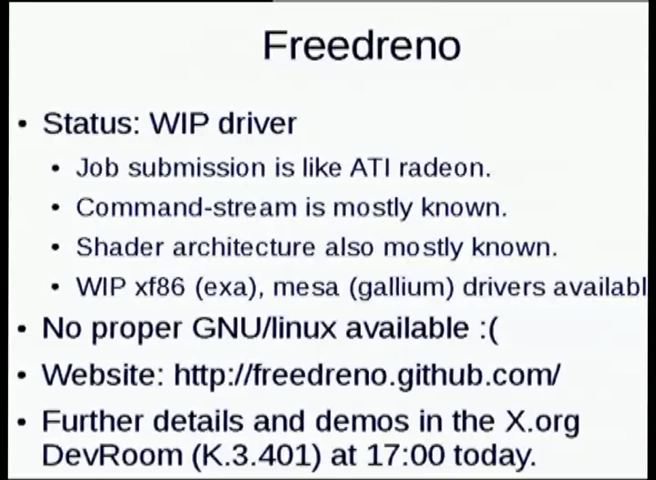 Freedreno
• Status: WIP driver
• Job submission is like ATI radeon.
• Command-stream is mostly known.
• Shader architecture also mostly known.
• WIP xf86 (exa), mesa (gallium) drivers availabl
• No proper GNU/linux available :(
• Website: http://freedreno.github.com/
• Further details and demos in the X.org
DevRoom (K.3.401) at 17:00 today.